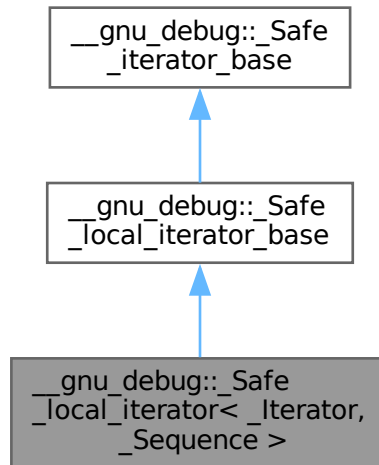 __gnu_debug::_Safe
_iterator_base
__gnu_debug::_Safe
_local_iterator_base
__gnu_debug::_Safe
_local_iterator< _Iterator,
_Sequence >